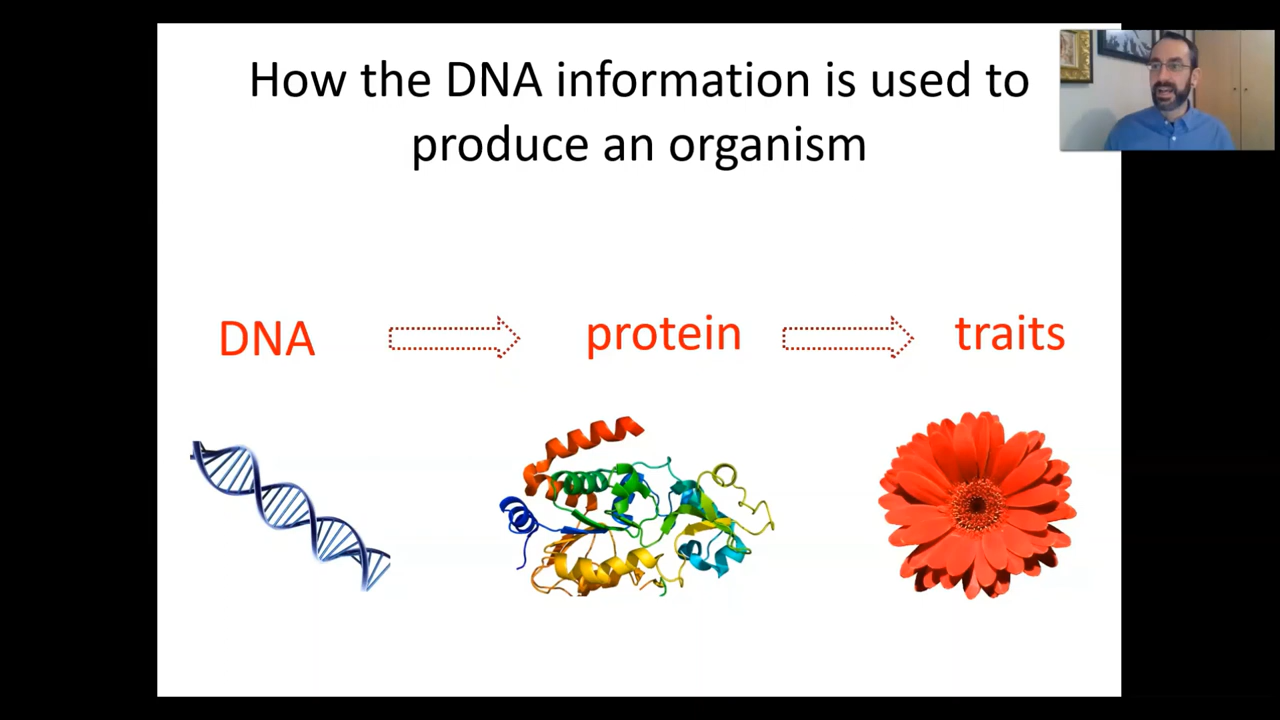 How the DNA information is used to
produce an organism
DNA
protein
traits